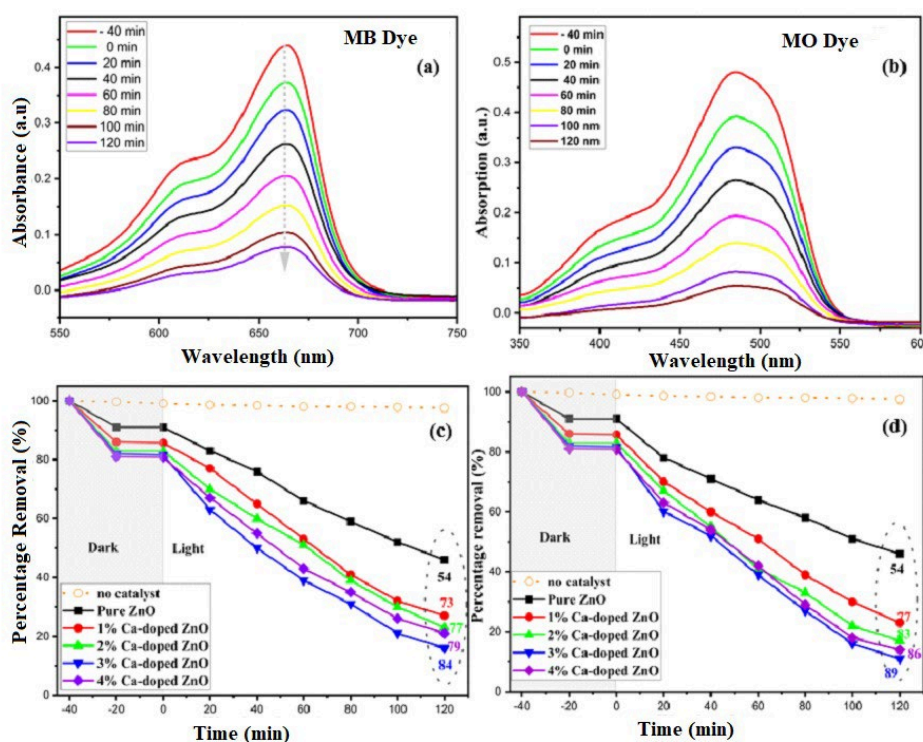 MB Dye
(a)
- 40 min
0 min
20 min
40 min
60 min
80 min
100 min
120 min
Absorbance (a.u)
0.4
0.3
0.2
0.1
0.0
550
600
650
700
750
Wavelength (nm)
MO Dye
(b)
- 40 min
0 min
20 min
40 min
60 min
80 min
100 nm
120 nm
Absorption (a.u.)
0.5
0.4
0.3
0.2
0.1
0.0
350
400
450
500
550
600
Wavelength (nm)
(c)
Percentage Removal (%)
100
80
60
40
20
0
Dark
Light
no catalyst
Pure ZnO
1% Ca-doped ZnO
2% Ca-doped ZnO
3% Ca-doped ZnO
4% Ca-doped ZnO
54
73
77
79
84
-40
-20
0
20
40
60
80
100
120
Time (min)
(d)
Percentage removal (%)
100
80
60
40
20
0
Dark
Light
no catalyst
Pure ZnO
1% Ca-doped ZnO
2% Ca-doped ZnO
3% Ca-doped ZnO
4% Ca-doped ZnO
54
77
83
86
89
-40
-20
0
20
40
60
80
100
120
Time (min)